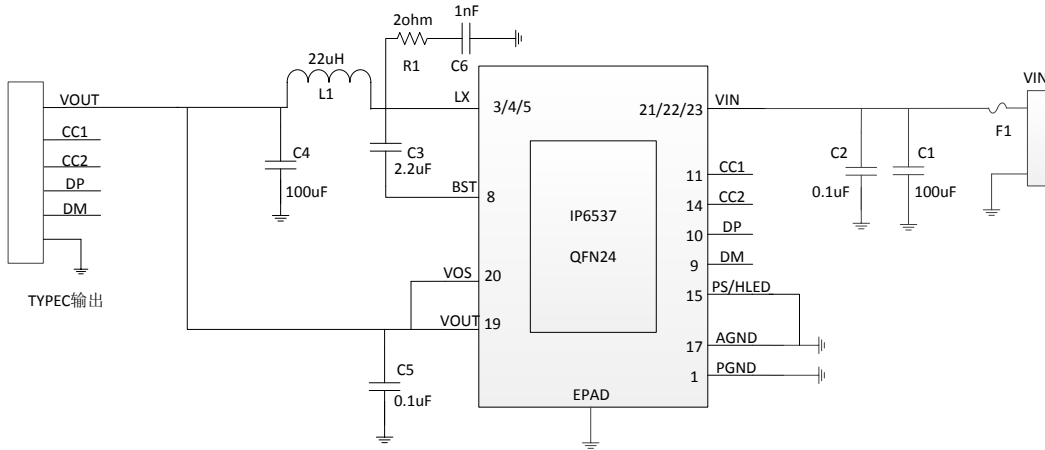 1nF
2ohm
R1
C6
22uH
L1
VIN
VOUT
LX
3/4/5
21/22/23
VIN
F1
CC1
CC2
DP
DM
C4
100uF
C3
2.2uF
BST
8
C2
0.1uF
C1
100uF
11
CC1
14
CC2
10
DP
9
DM
15
PS/HLED
IP6537
QFN24
VOS
20
TYPEC输出
VOUT
19
17
AGND
1
PGND
C5
0.1uF
EPAD